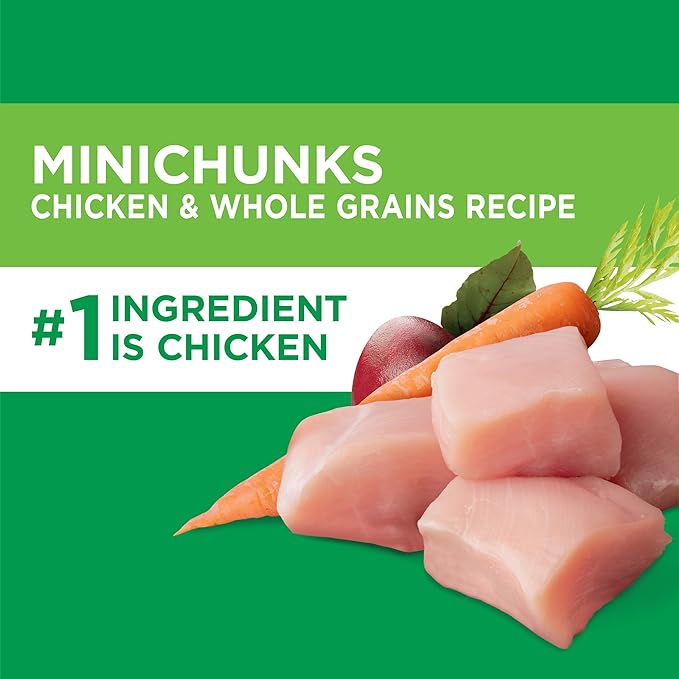 MINICHUNKS
CHICKEN & WHOLE GRAINS RECIPE
#1 INGREDIENT
IS CHICKEN